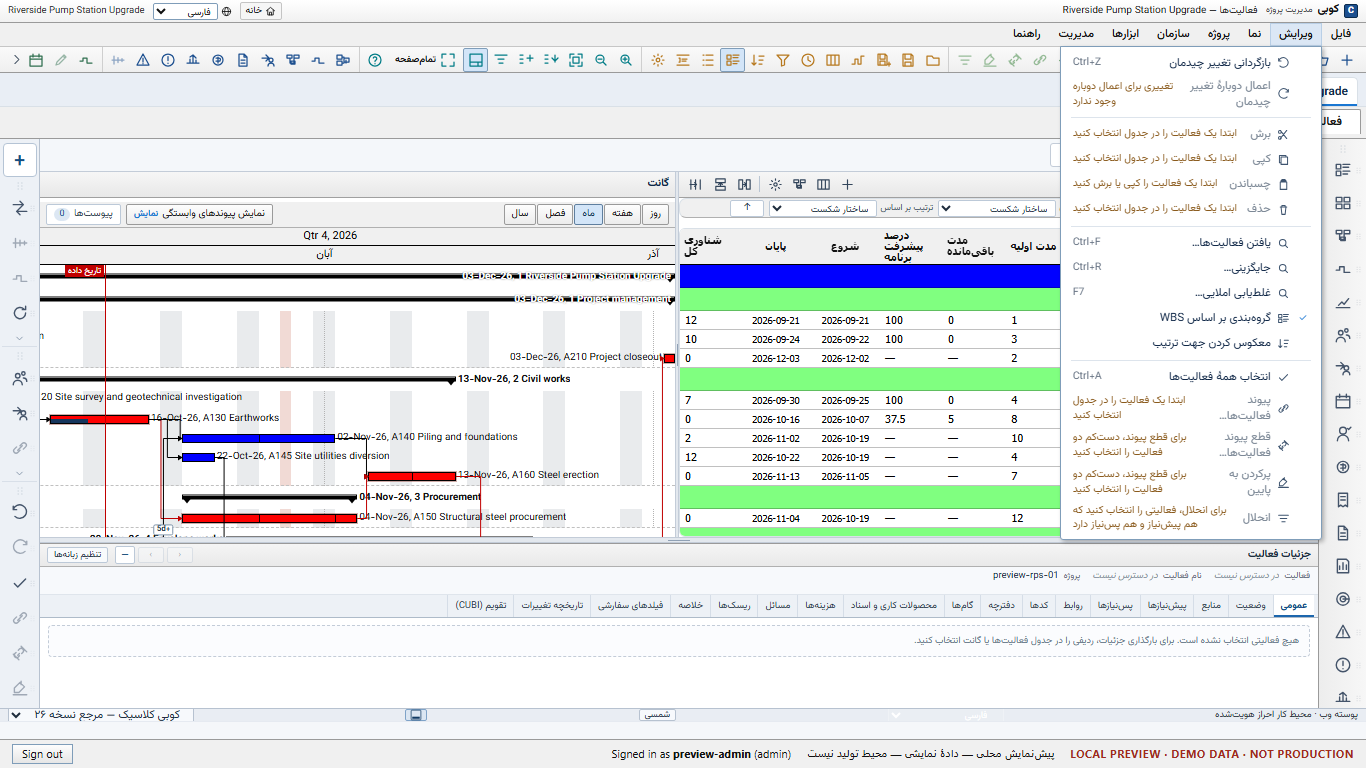 کوبی مدیریت پروژه فعالیت‌ها — Riverside Pump Station Upgrade
خانه
فارسی
Riverside Pump Station Upgrade
فایل ویرایش نما پروژه سازمان ابزارها مدیریت راهنما
تمام‌صفحه
بازگردانی تغییر چیدمان Ctrl+Z
اعمال دوبارهٔ تغییر چیدمان تغییری برای اعمال دوباره وجود ندارد
برش ابتدا یک فعالیت را در جدول انتخاب کنید
کپی ابتدا یک فعالیت را در جدول انتخاب کنید
چسباندن ابتدا یک فعالیت را کپی یا برش کنید
حذف ابتدا یک فعالیت را در جدول انتخاب کنید
یافتن فعالیت‌ها... Ctrl+F
جایگزینی... Ctrl+R
غلط‌یابی املایی... F7
گروه‌بندی بر اساس WBS
معکوس کردن جهت ترتیب
انتخاب همهٔ فعالیت‌ها Ctrl+A
پیوند فعالیت‌ها... ابتدا یک فعالیت را در جدول انتخاب کنید
قطع پیوند فعالیت‌ها... برای قطع پیوند، دست‌کم دو فعالیت را انتخاب کنید
پرکردن به پایین برای قطع پیوند، دست‌کم دو فعالیت را انتخاب کنید
انحلال برای انحلال، فعالیتی را انتخاب کنید که هم پیش‌نیاز و هم پس‌نیاز دارد
grade
فعال
ساختار شکست ترتیب بر اساس ساختار شکست
مدت اولیه مدت باقی‌مانده درصد پیشرفت برنامه شروع پایان شناوری کل
1 0 100 2026-09-21 2026-09-21 12
3 0 100 2026-09-22 2026-09-24 10
2 — — 2026-12-02 2026-12-03 0
4 0 100 2026-09-25 2026-09-30 7
8 5 37.5 2026-10-07 2026-10-16 0
10 — — 2026-10-19 2026-11-02 2
4 — — 2026-10-19 2026-10-22 12
7 — — 2026-11-05 2026-11-13 0
12 — — 2026-10-19 2026-11-04 0
گانت
روز هفته ماه فصل سال
نمایش پیوندهای وابستگی نمایش
پیوست‌ها 0
Qtr 4, 2026
آبان
آذر
تاریخ داده
03-Dec-26, 1 Riverside Pump Station Upgrade
03-Dec-26, 1 Project management
03-Dec-26, A210 Project closeout
13-Nov-26, 2 Civil works
20 Site survey and geotechnical investigation
16-Oct-26, A130 Earthworks
02-Nov-26, A140 Piling and foundations
22-Oct-26, A145 Site utilities diversion
13-Nov-26, A160 Steel erection
04-Nov-26, 3 Procurement
04-Nov-26, A150 Structural steel procurement
جزئیات فعالیت
تنظیم زبانه‌ها
فعالیت در دسترس نیست نام فعالیت در دسترس نیست پروژه preview-rps-01
عمومی وضعیت منابع پیش‌نیازها پس‌نیازها روابط کدها دفترچه گام‌ها محصولات کاری و اسناد هزینه‌ها مسائل ریسک‌ها خلاصه فیلدهای سفارشی تاریخچه تغییرات تقویم (CUBI)
هیچ فعالیتی انتخاب نشده است. برای بارگذاری جزئیات، ردیفی را در جدول فعالیت‌ها یا گانت انتخاب کنید.
پوسته وب · محیط کار احراز هویت‌شده
فارسی
شمسی
کوبی کلاسیک — مرجع نسخه ۲۶
LOCAL PREVIEW · DEMO DATA · NOT PRODUCTION
پیش‌نمایش محلی — دادهٔ نمایشی — محیط تولید نیست
Signed in as preview-admin (admin)
Sign out